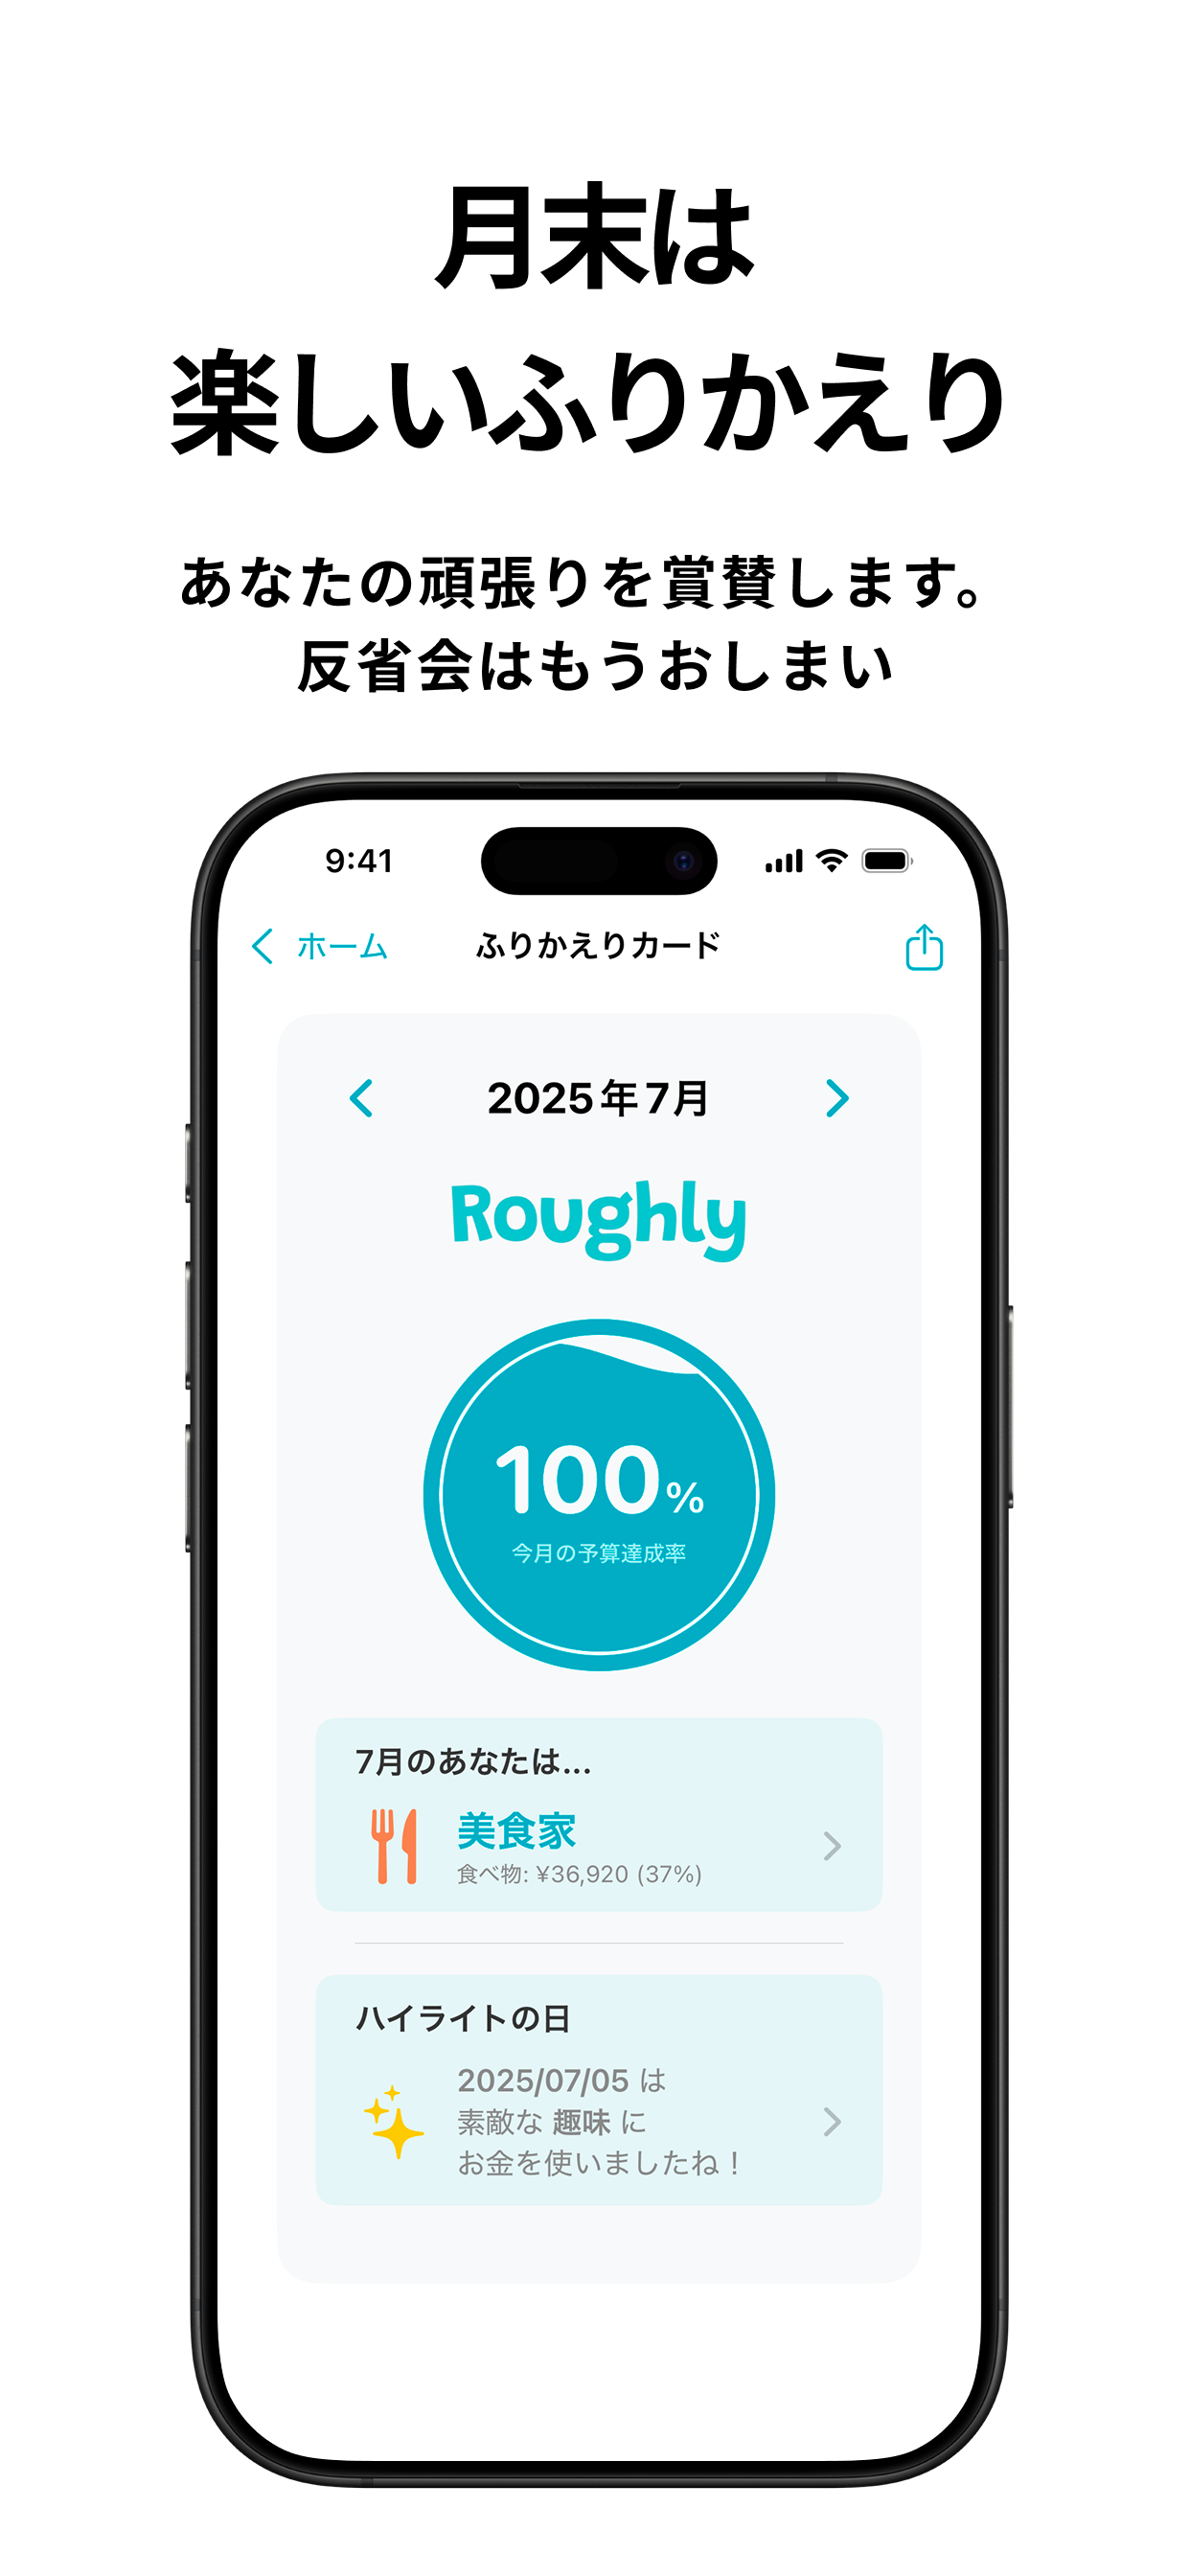 月末は
楽しいふりかえり
あなたの頑張りを賞賛します。
反省会はもうおしまい
9:41
ホーム
ふりかえりカード
2025年7月
Roughly
100%
今月の予算達成率
7月のあなたは...
美食家
食べ物: ¥36,920 (37%)
ハイライトの日
2025/07/05 は
素敵な 趣味 に
お金を使いましたね！